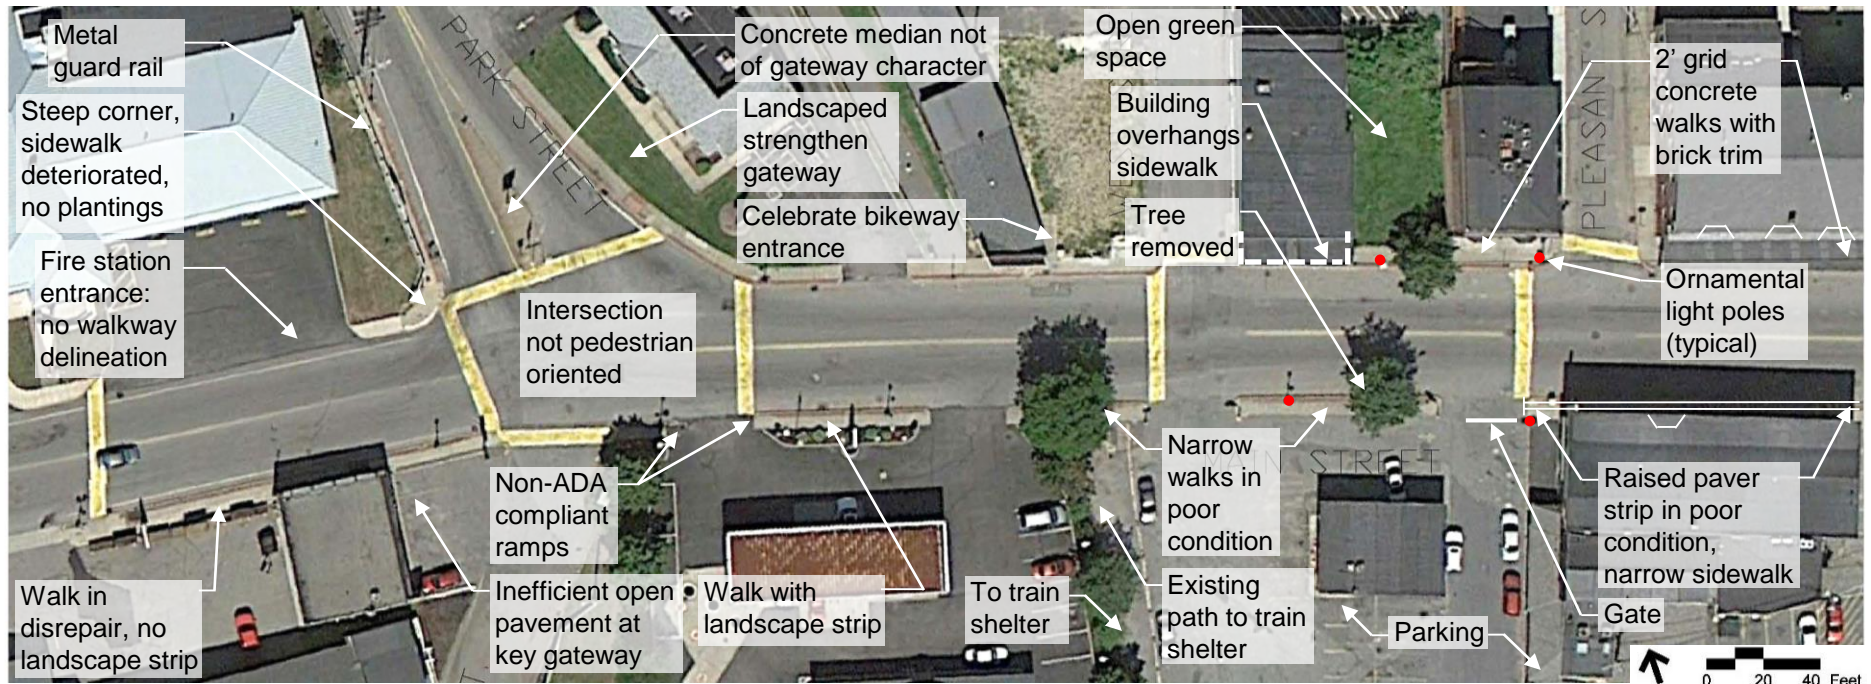 Metal
guard rail
Steep corner,
sidewalk
deteriorated,
no plantings
Fire station
entrance:
no walkway
delineation
PARK STREET
Concrete median not
of gateway character
Landscaped
strengthen
gateway
Celebrate bikeway
entrance
Intersection
not pedestrian
oriented
Open green
space
Building
overhangs
sidewalk
Tree
removed
PLEASANT S
2' grid
concrete
walks with
brick trim
Ornamental
light poles
(typical)
Non-ADA
compliant
ramps
Narrow
walks in
poor
condition
MAIN STREET
Raised paver
strip in poor
condition,
narrow sidewalk
Walk in
disrepair, no
landscape strip
Inefficient open
pavement at
key gateway
Walk with
landscape strip
To train
shelter
Existing
path to train
shelter
Parking
Gate
0 20 40 Feet